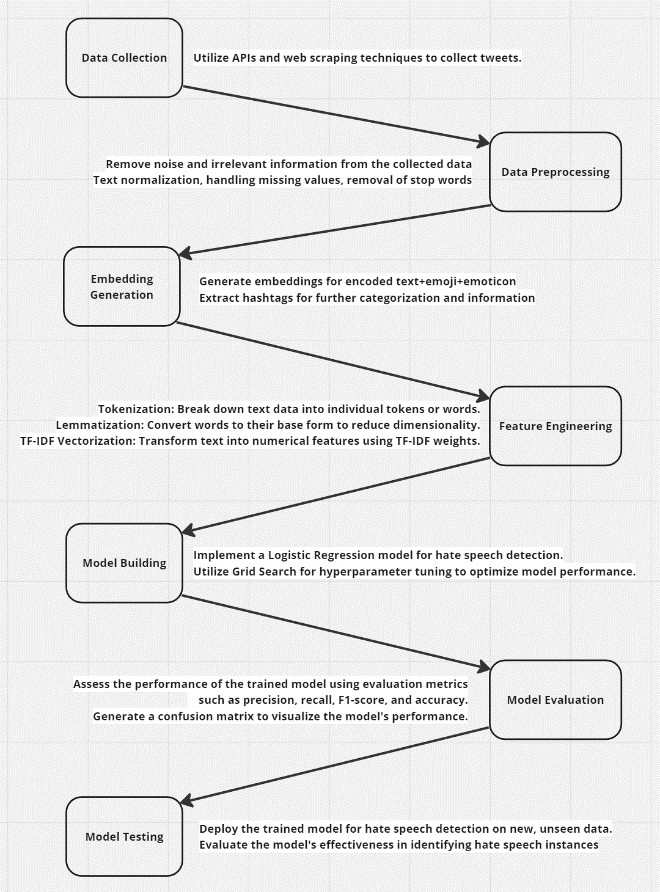 Data Collection
Utilize APIs and web scraping techniques to collect tweets.
Remove noise and irrelevant information from the collected data
Text normalization, handling missing values, removal of stop words
Data Preprocessing
Embedding
Generation
Generate embeddings for encoded text+emoji+emoticon
Extract hashtags for further categorization and information
Tokenization: Break down text data into individual tokens or words.
Lemmatization: Convert words to their base form to reduce dimensionality.
TF-IDF Vectorization: Transform text into numerical features using TF-IDF weights.
Feature Engineering
Model Building
Implement a Logistic Regression model for hate speech detection.
Utilize Grid Search for hyperparameter tuning to optimize model performance.
Assess the performance of the trained model using evaluation metrics
such as precision, recall, F1-score, and accuracy.
Generate a confusion matrix to visualize the model's performance.
Model Evaluation
Model Testing
Deploy the trained model for hate speech detection on new, unseen data.
Evaluate the model's effectiveness in identifying hate speech instances